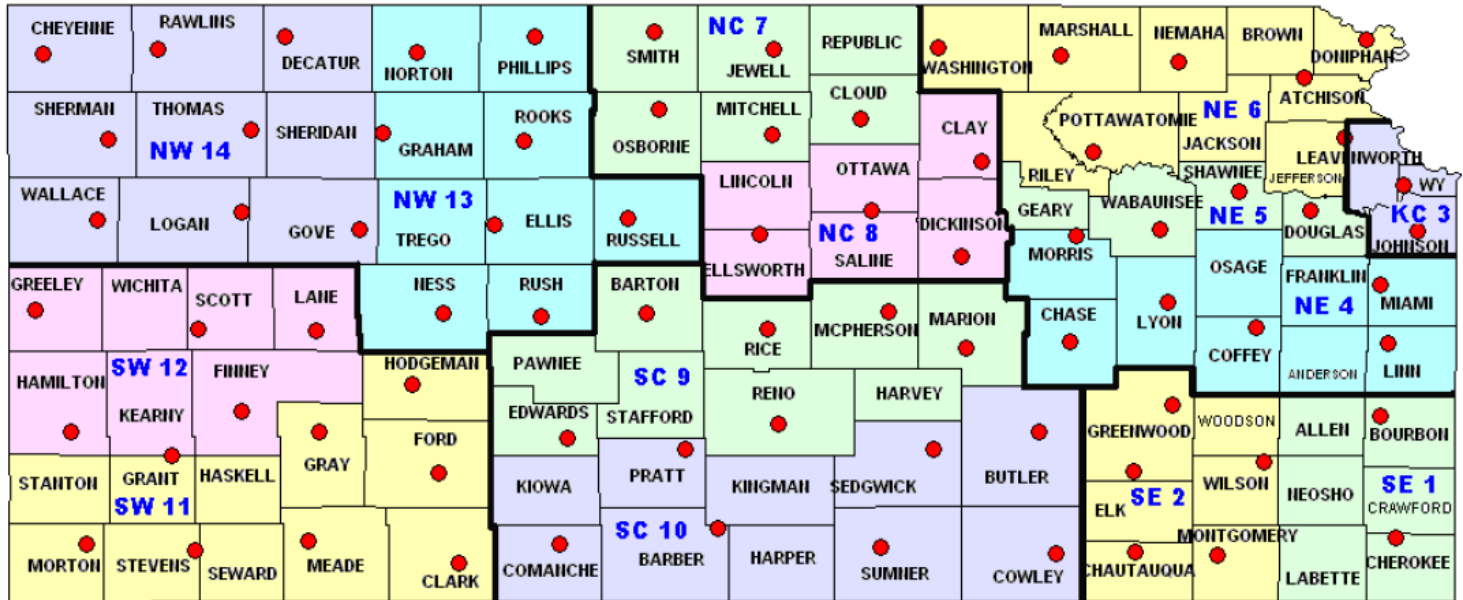 CHEYENNE
RAWLINS
DECATUR
NORTON
PHILLIPS
SMITH
NC 7
JEWELL
REPUBLIC
WASHINGTON
MARSHALL
NEMAHA
BROWN
DONIPHAN
SHERMAN
THOMAS
NW 14
SHERIDAN
GRAHAM
ROOKS
OSBORNE
MITCHELL
CLOUD
CLAY
POTTAWATOMIE
NE 6
JACKSON
ATCHISON
LEAVENWORTH
JEFFERSON
WALLACE
LOGAN
GOVE
NW 13
TREGO
ELLIS
RUSSELL
LINCOLN
OTTAWA
NC 8
SALINE
DICKINSON
ELLSWORTH
RILEY
GEARY
WABAUNSEE
SHAWNEE
NE 5
DOUGLAS
WY
KC 3
JOHNSON
GREELEY
WICHITA
SCOTT
LANE
NESS
RUSH
BARTON
RICE
MCPHERSON
MARION
MORRIS
CHASE
LYON
OSAGE
COFFEY
FRANKLIN
NE 4
MIAMI
ANDERSON
LINN
HAMILTON
SW 12
KEARNY
FINNEY
HODGEMAN
PAWNEE
EDWARDS
SC 9
STAFFORD
RENO
HARVEY
STANTON
GRANT
SW 11
HASKELL
GRAY
FORD
KIOWA
PRATT
KINGMAN
SEDGWICK
BUTLER
GREENWOOD
WOODSON
ALLEN
BOURBON
ELK
SE 2
WILSON
NEOSHO
SE 1
CRAWFORD
MORTON
STEVENS
SEWARD
MEADE
CLARK
COMANCHE
SC 10
BARBER
HARPER
SUMNER
COWLEY
CHAUTAUQUA
MONTGOMERY
LABETTE
CHEROKEE